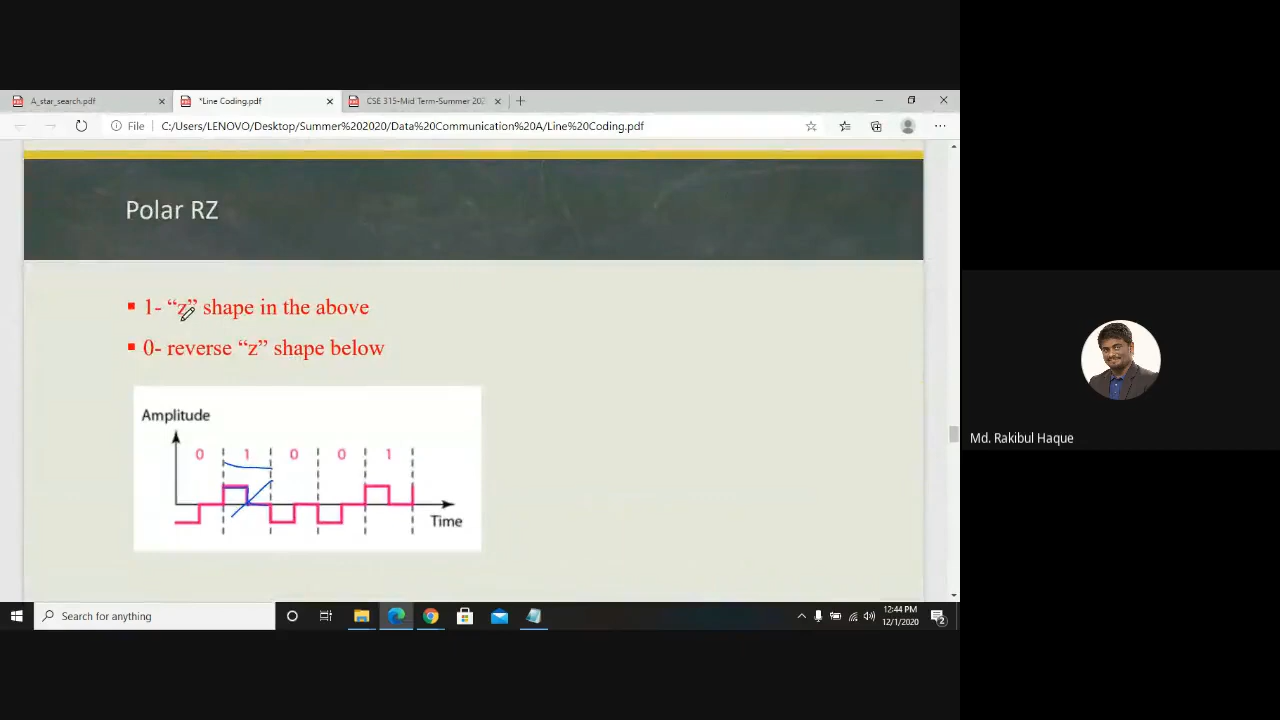 A_star_search.pdf
*Line Coding.pdf
CSE 315-Mid Term-Summer 202
File
C:/Users/LENOVO/Desktop/Summer%202020/Data%20Communication%20A/Line%20Coding.pdf
Polar RZ
1- “z” shape in the above
0- reverse “z” shape below
Amplitude
0 1 0 0 1
Time
Md. Rakibul Haque
Search for anything
12:44 PM
12/1/2020
2